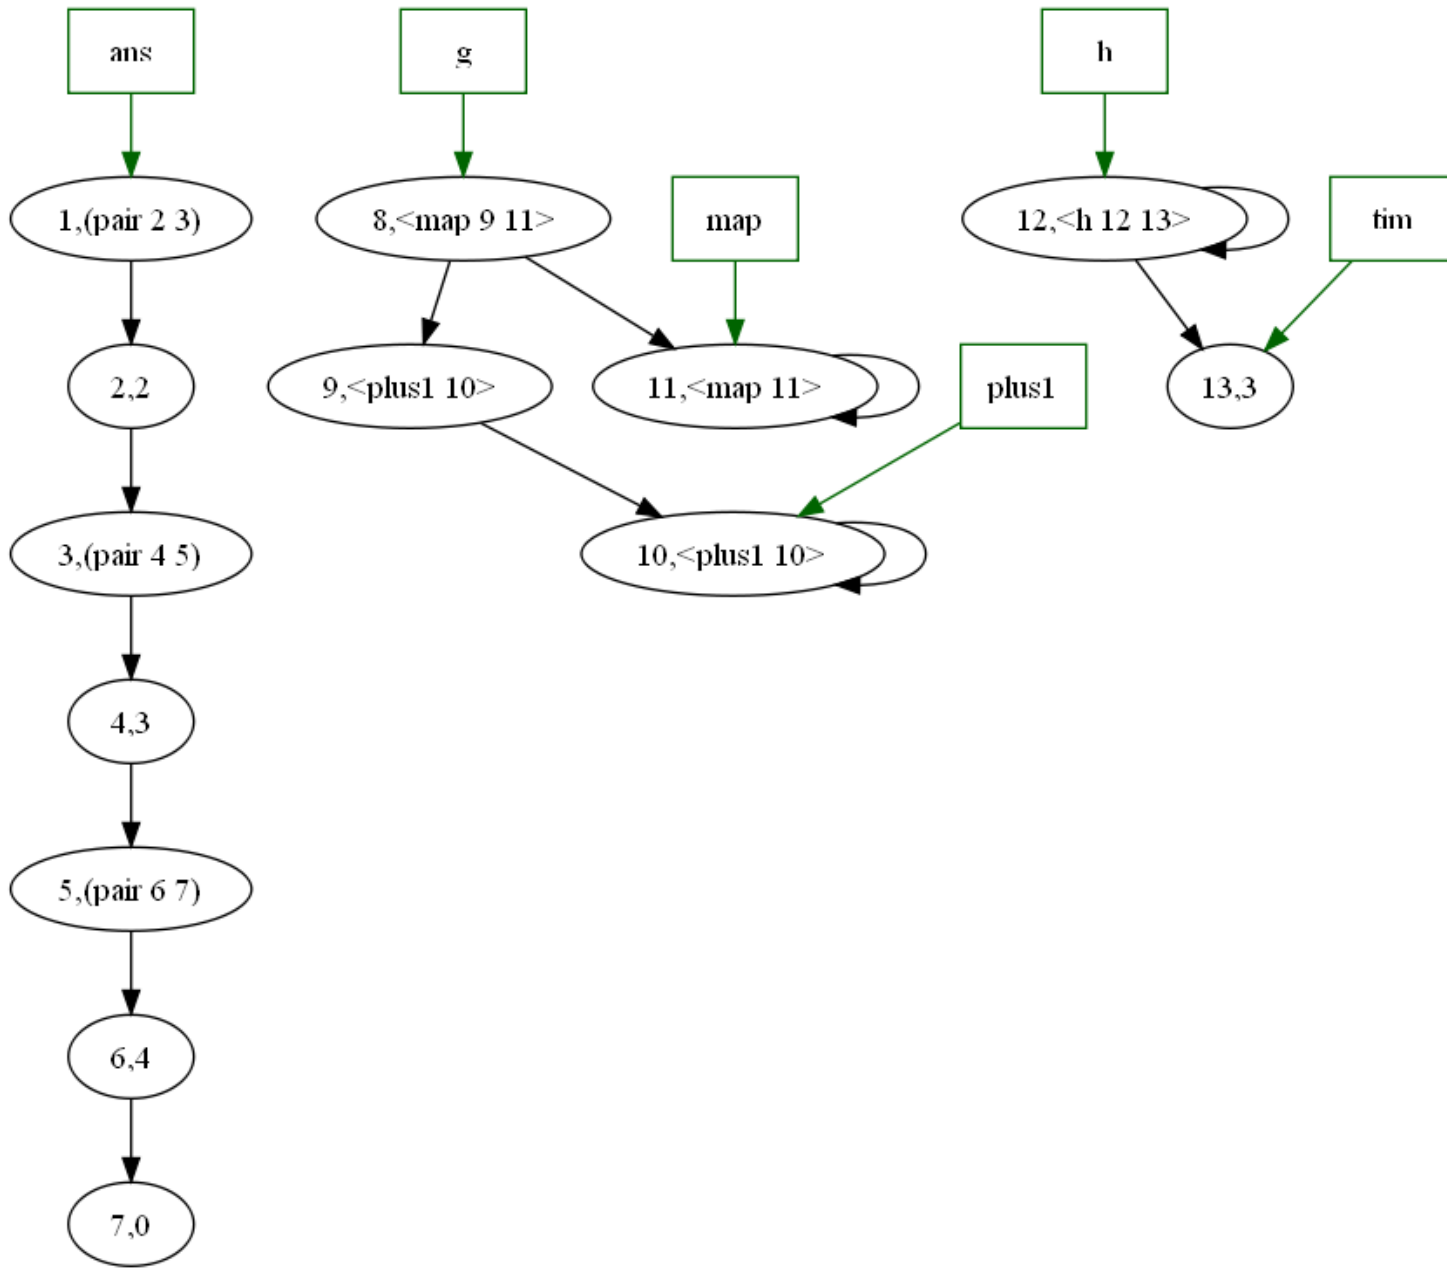 ans
g
h
1,(pair 2 3)
8,<map 9 11>
map
12,<h 12 13>
tim
2,2
9,<plus1 10>
11,<map 11>
plus1
13,3
3,(pair 4 5)
10,<plus1 10>
4,3
5,(pair 6 7)
6,4
7,0